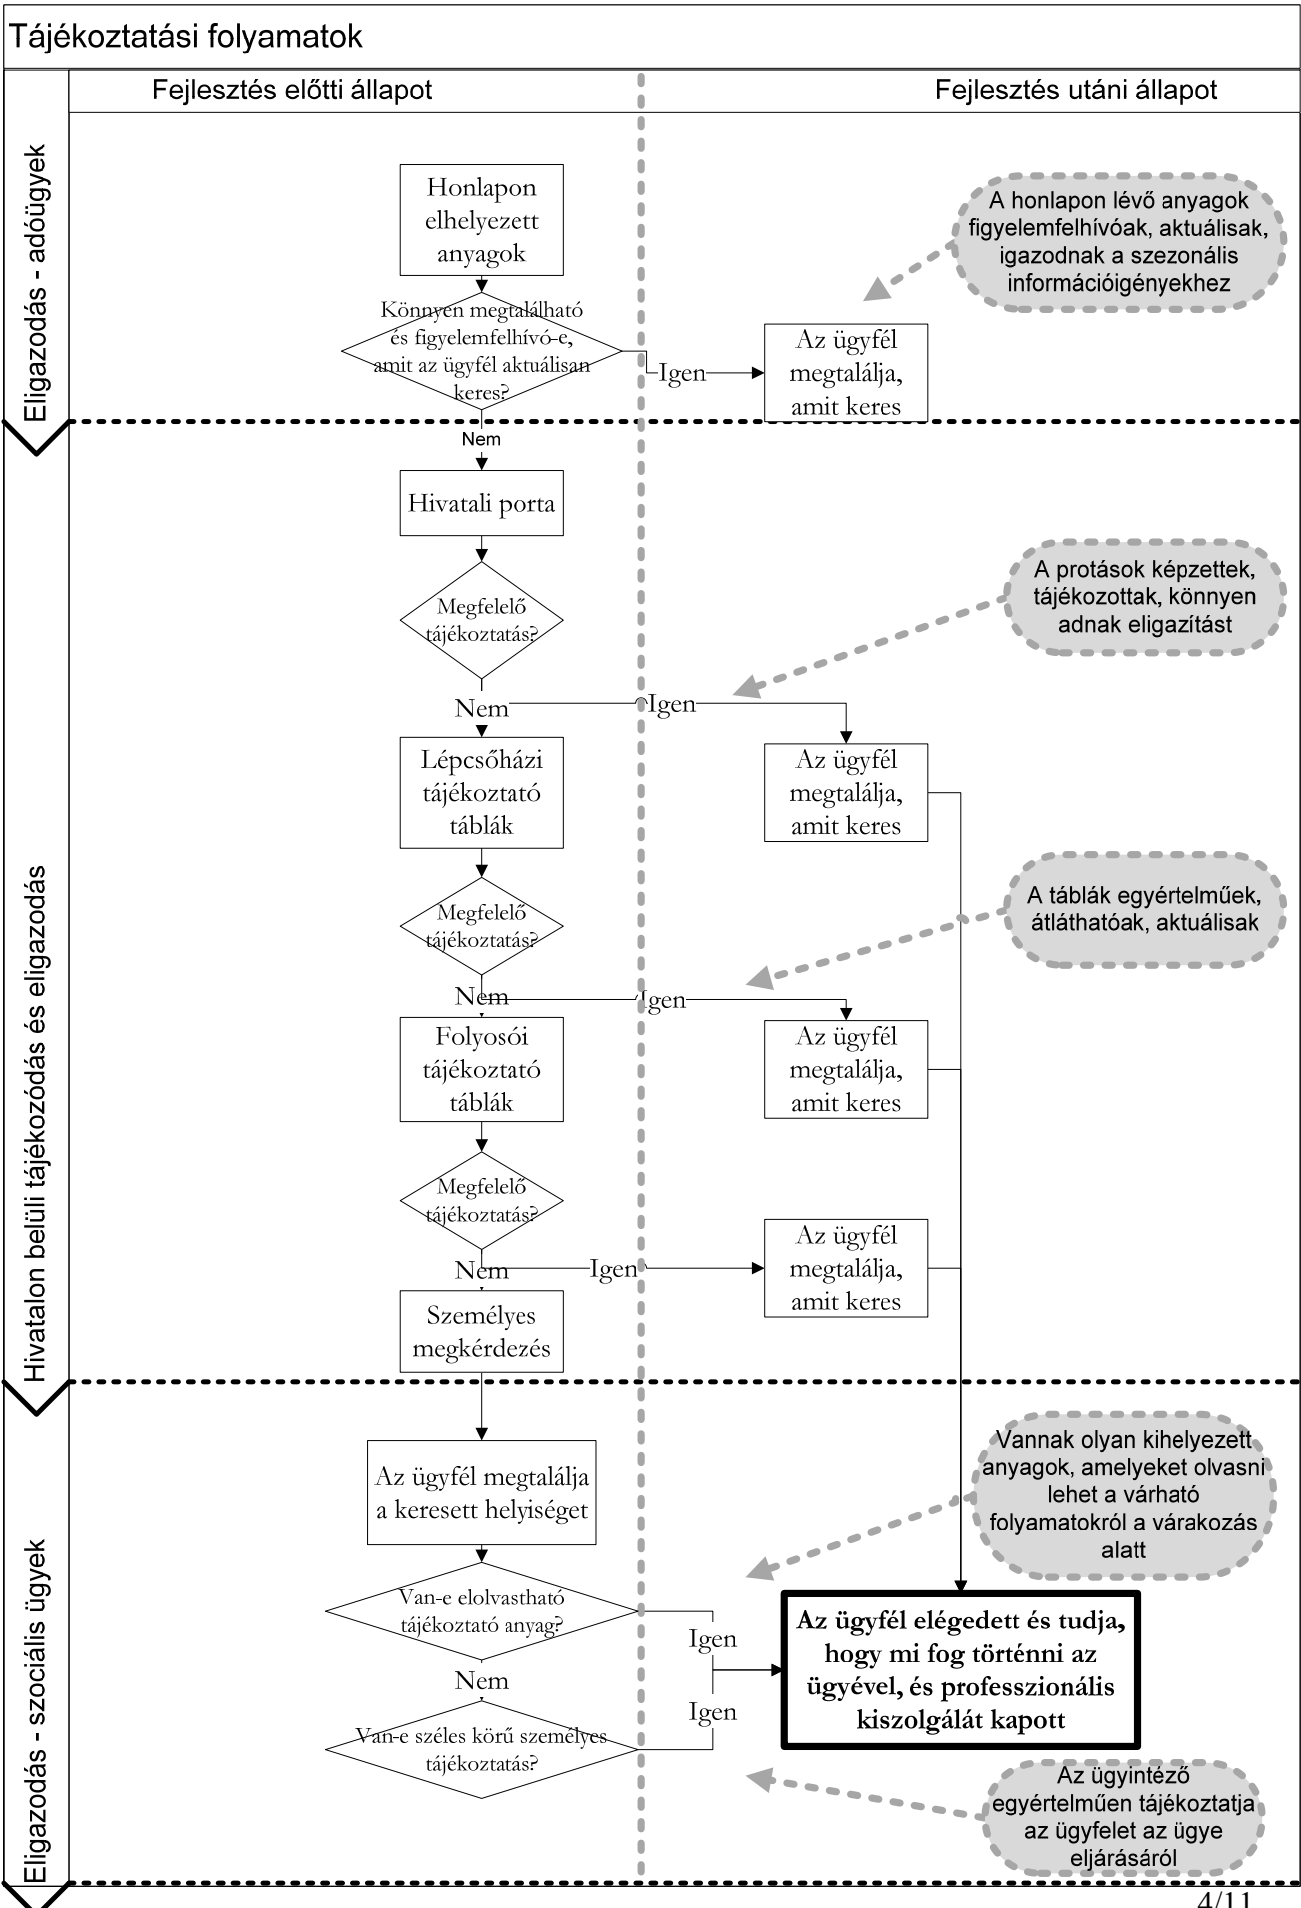 Tájékoztatási folyamatok
Fejlesztés előtti állapot
Fejlesztés utáni állapot
Eligazodás - adóügyek
Honlapon
elhelyezett
anyagok
A honlapon lévő anyagok
figyelemfelhívóak, aktuálisak,
igazodnak a szezonális
információigényekhez
Könnyen megtalálható
és figyelemfelhívó-e,
amit az ügyfél aktuálisan
keres?
Igen
Az ügyfél
megtalálja,
amit keres
Nem
Hivatalon belüli tájékozódás és eligazodás
Hivatali porta
A protások képzettek,
tájékozottak, könnyen
adnak eligazítást
Megfelelő
tájékoztatás?
Nem
Igen
Lépcsőházi
tájékoztató
táblák
Az ügyfél
megtalálja,
amit keres
A táblák egyértelműek,
átláthatóak, aktuálisak
Megfelelő
tájékoztatás?
Nem
Igen
Folyosói
tájékoztató
táblák
Az ügyfél
megtalálja,
amit keres
Megfelelő
tájékoztatás?
Nem
Igen
Az ügyfél
megtalálja,
amit keres
Személyes
megkérdezés
Eligazodás - szociális ügyek
Az ügyfél megtalálja
a keresett helyiséget
Vannak olyan kihelyezett
anyagok, amelyeket olvasni
lehet a várható
folyamatokról a várakozás
alatt
Van-e elolvastható
tájékoztató anyag?
Igen
Nem
Az ügyfél elégedett és tudja,
hogy mi fog történni az
ügyével, és professzionális
kiszolgálát kapott
Igen
Van-e széles körű személyes
tájékoztatás?
Az ügyintéző
egyértelműen tájékoztatja
az ügyfelet az ügye
eljárásáról
4/11